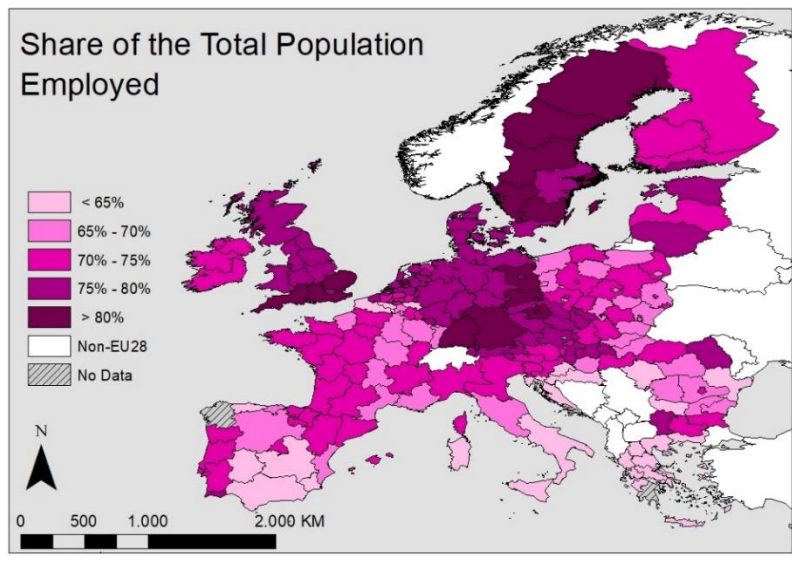 Share of the Total Population
Employed
< 65%
65% - 70%
70% - 75%
75% - 80%
> 80%
Non-EU28
No Data
N
0 500 1.000 2.000 KM